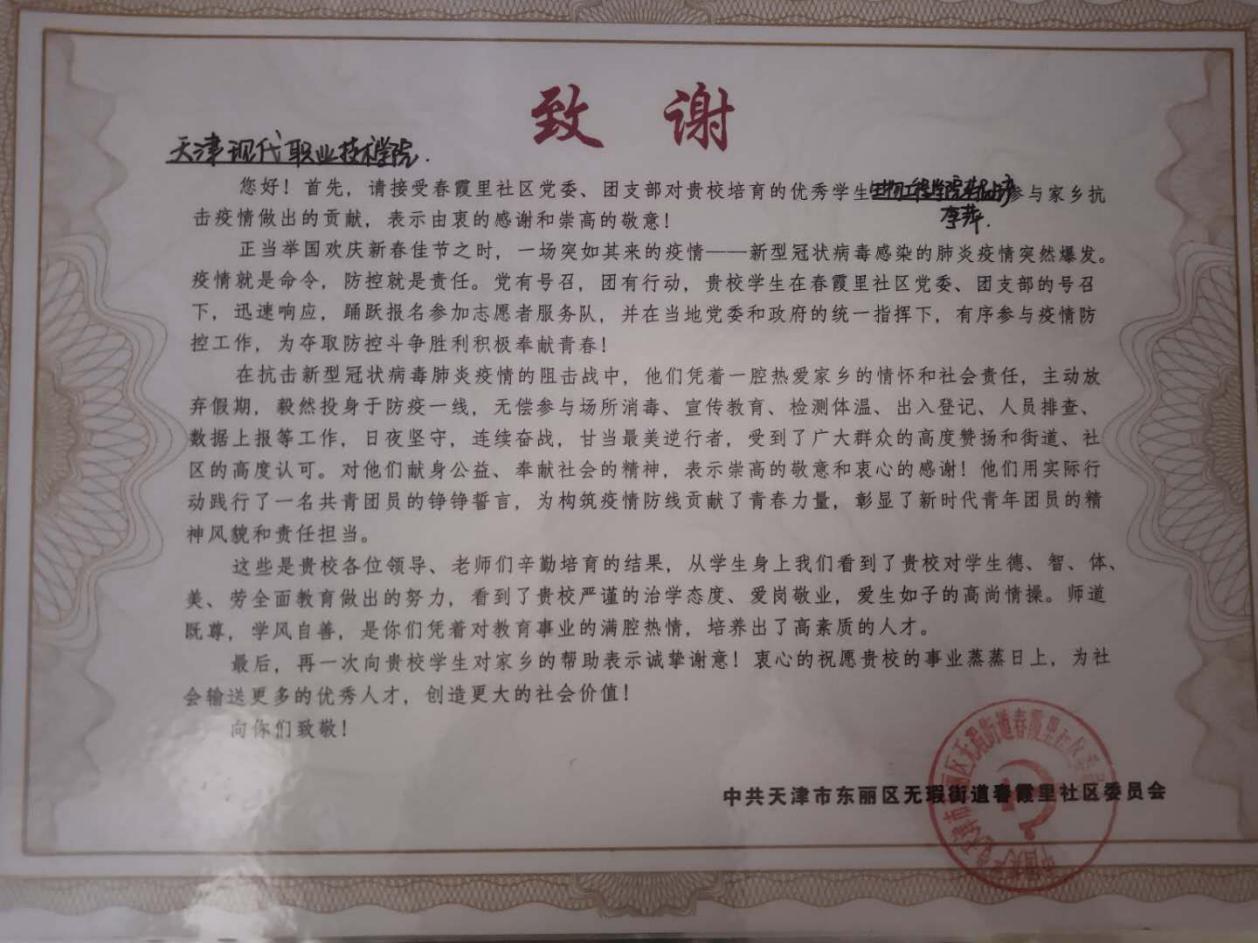 致 谢
天津现代职业技术学院.
您好！首先，请接受春霞里社区党委、团支部对贵校培育的优秀学生生物工程学院 参与家乡抗
李萍.
击疫情做出的贡献，表示由衷的感谢和崇高的敬意！
正当举国欢庆新春佳节之时，一场突如其来的疫情——新型冠状病毒感染的肺炎疫情突然爆发。
疫情就是命令，防控就是责任。党有号召，团有行动，贵校学生在春霞里社区党委、团支部的号召
下，迅速响应，踊跃报名参加志愿者服务队，并在当地党委和政府的统一指挥下，有序参与疫情防
控工作，为夺取防控斗争胜利积极奉献青春！
在抗击新型冠状病毒肺炎疫情的阻击战中，他们凭着一腔热爱家乡的情怀和社会责任，主动放
弃假期，毅然投身于防疫一线，无偿参与场所消毒、宣传教育、检测体温、出入登记、人员排查、
数据上报等工作，日夜坚守，连续奋战，甘当最美逆行者，受到了广大群众的高度赞扬和街道、社
区的高度认可。对他们献身公益、奉献社会的精神，表示崇高的敬意和衷心的感谢！他们用实际行
动践行了一名共青团员的铮铮誓言，为构筑疫情防线贡献了青春力量，彰显了新时代青年团员的精
神风貌和责任担当。
这些是贵校各位领导、老师们辛勤培育的结果，从学生身上我们看到了贵校对学生德、智、体、
美、劳全面教育做出的努力，看到了贵校严谨的治学态度、爱岗敬业，爱生如子的高尚情操。师道
既尊，学风自善，是你们凭着对教育事业的满腔热情，培养出了高素质的人才。
最后，再一次向贵校学生对家乡的帮助表示诚挚谢意！衷心的祝愿贵校的事业蒸蒸日上，为社
会输送更多的优秀人才，创造更大的社会价值！
向你们致敬！
中共天津市东丽区无瑕街道春霞里社区委员会